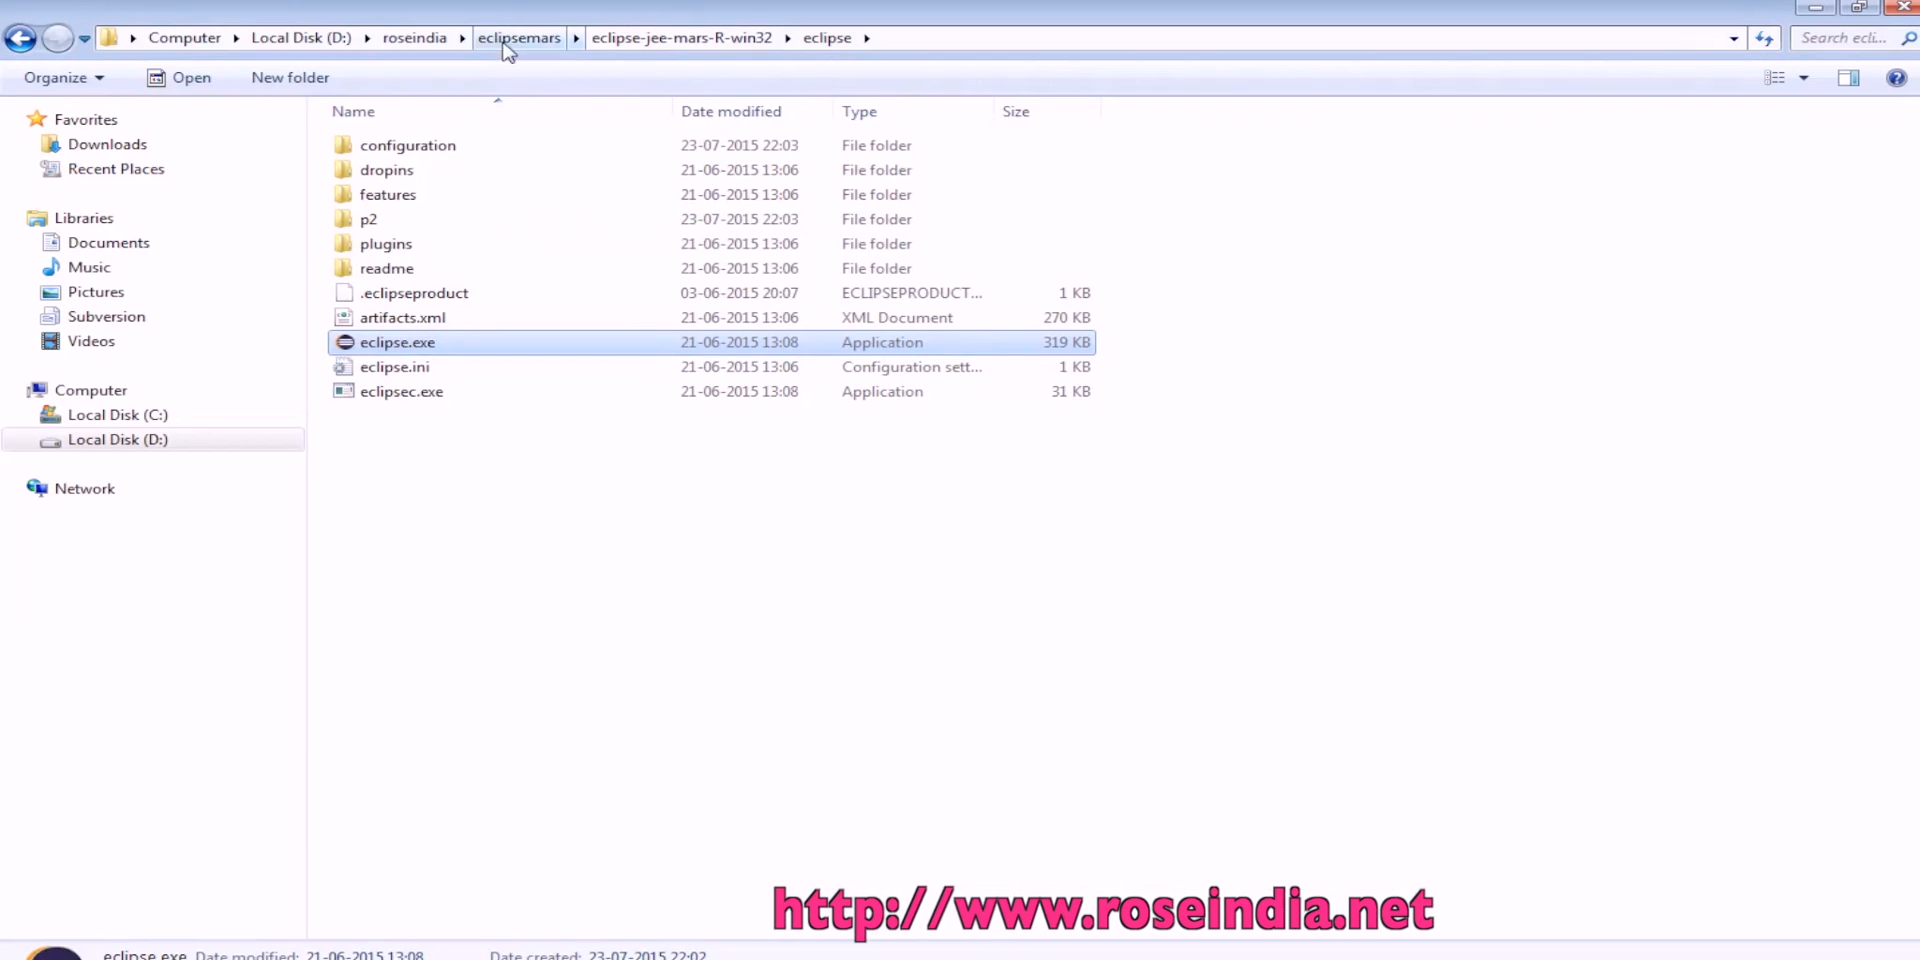 Computer Local Disk (D:) roseindia eclipsemars eclipse-jee-mars-R-win32 eclipse Search ecli...
Organize Open New folder
Name Date modified Type Size
Favorites
Downloads
Recent Places
Libraries
Documents
Music
Pictures
Subversion
Videos
Computer
Local Disk (C:)
Local Disk (D:)
Network
configuration 23-07-2015 22:03 File folder
dropins 21-06-2015 13:06 File folder
features 21-06-2015 13:06 File folder
p2 23-07-2015 22:03 File folder
plugins 21-06-2015 13:06 File folder
readme 21-06-2015 13:06 File folder
.eclipseproduct 03-06-2015 20:07 ECLIPSEPRODUCT... 1 KB
artifacts.xml 21-06-2015 13:06 XML Document 270 KB
eclipse.exe 21-06-2015 13:08 Application 319 KB
eclipse.ini 21-06-2015 13:06 Configuration sett... 1 KB
eclipsec.exe 21-06-2015 13:08 Application 31 KB
http://www.roseindia.net
eclipse.exe Date modified: 21-06-2015 13:08 Date created: 23-07-2015 22:02